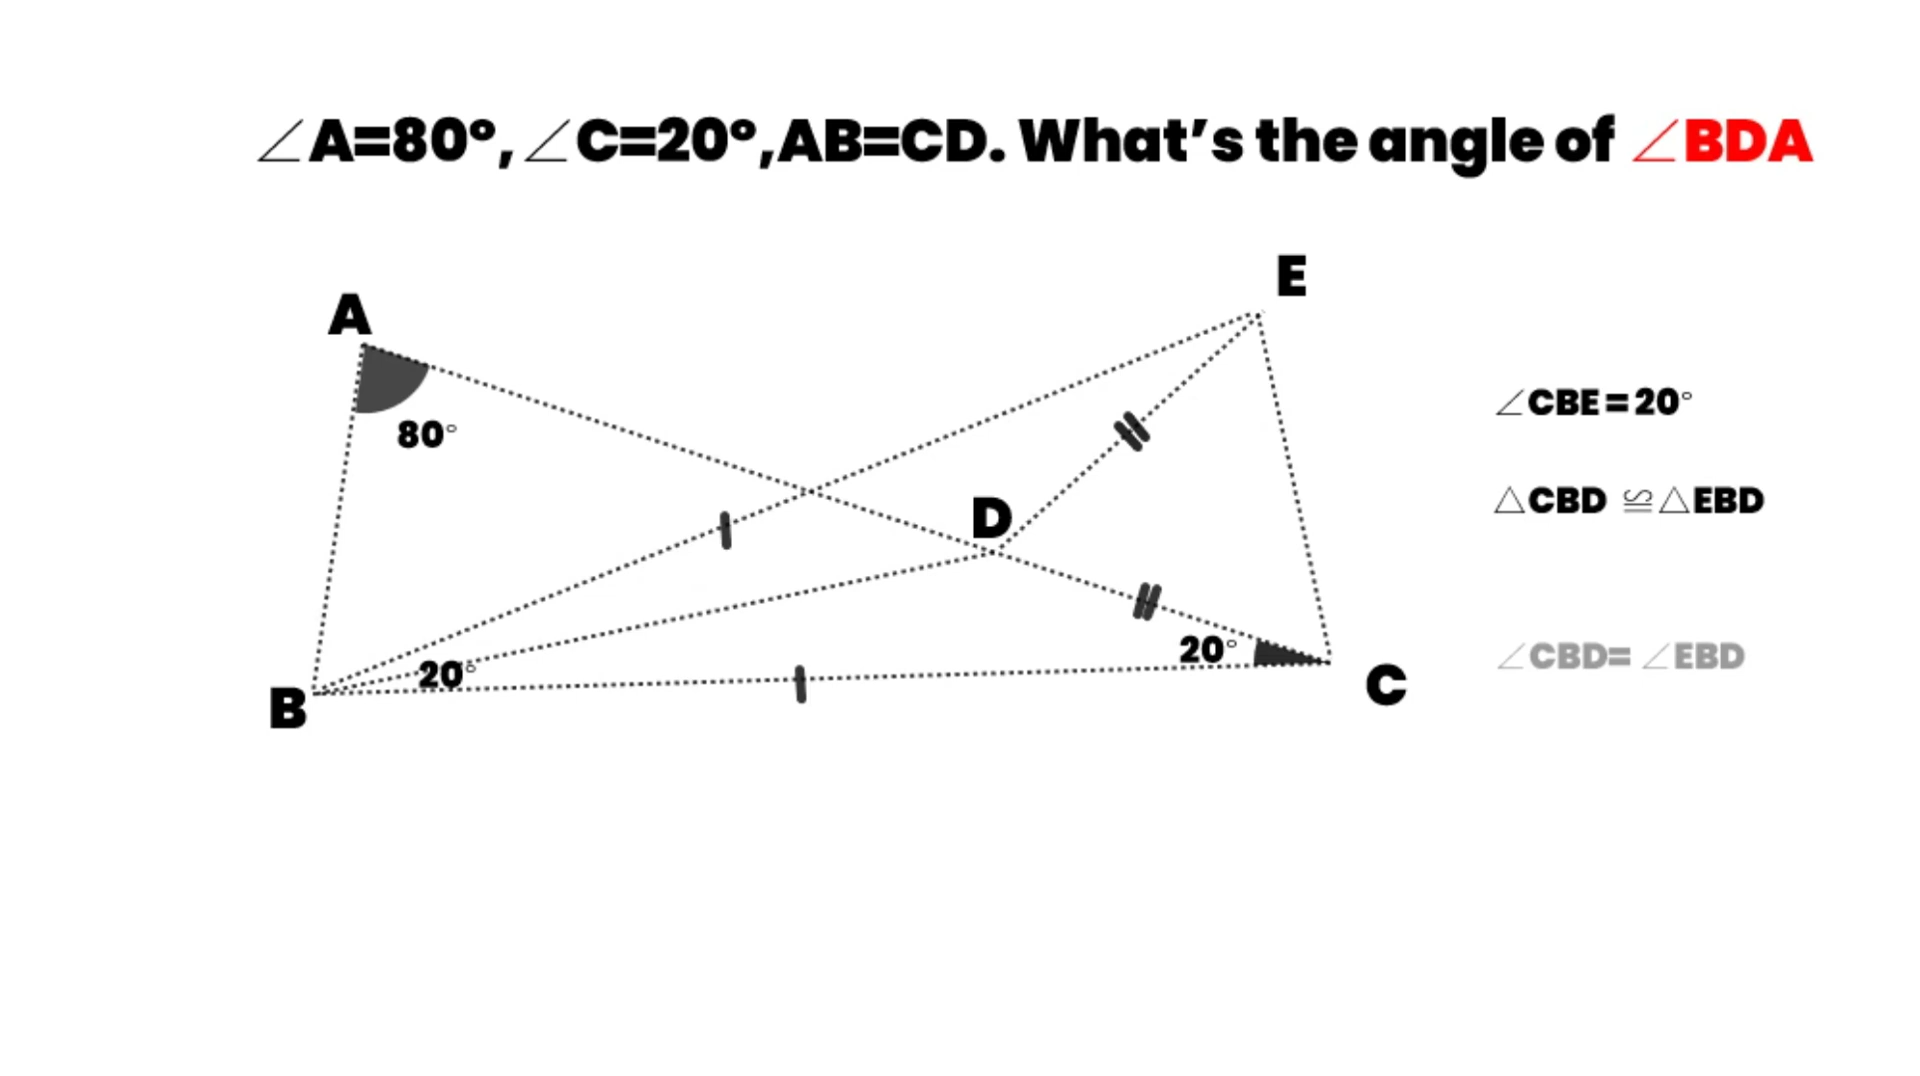 ∠A=80°,∠C=20°,AB=CD. What's the angle of ∠BDA
E
A
∠CBE=20°
80°
△CBD ≌△EBD
D
20°
∠CBD= ∠EBD
20°
C
B